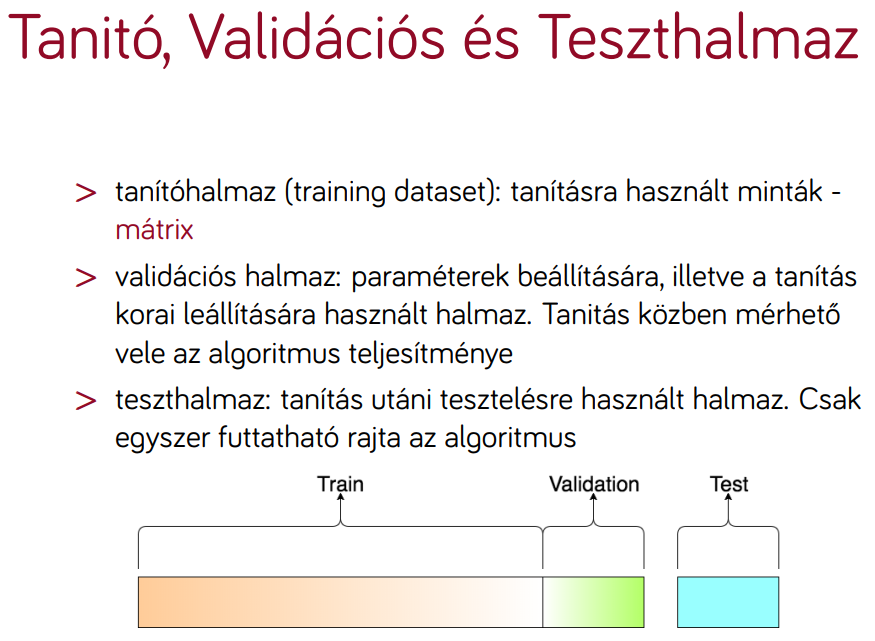 Tanitó, Validációs és Teszthalmaz
> tanítóhalmaz (training dataset): tanításra használt minták -
mátrix
> validációs halmaz: paraméterek beállítására, illetve a tanítás
korai leállítására használt halmaz. Tanitás közben mérhető
vele az algoritmus teljesítménye
> teszthalmaz: tanítás utáni tesztelésre használt halmaz. Csak
egyszer futtatható rajta az algoritmus
Train Validation Test